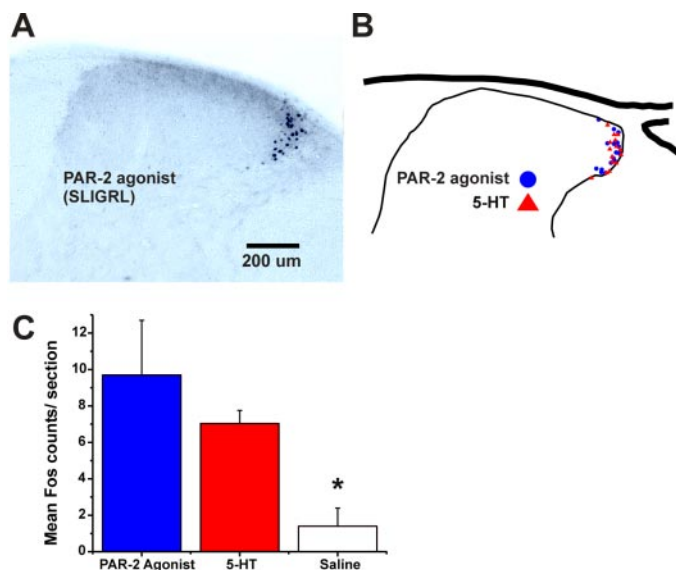 A
PAR-2 agonist
(SLIGRL)
200 um
B
PAR-2 agonist
5-HT
C
Mean Fos counts/ section
12
10
8
6
4
2
0
*
PAR-2 Agonist 5-HT Saline